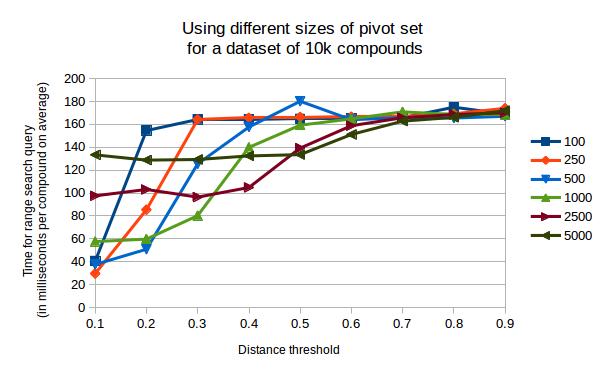 Using different sizes of pivot set
for a dataset of 10k compounds
Time for range search query
(in milliseconds per compound on average)
200
180
160
140
120
100
80
60
40
20
0
0.1 0.2 0.3 0.4 0.5 0.6 0.7 0.8 0.9
Distance threshold
100
250
500
1000
2500
5000